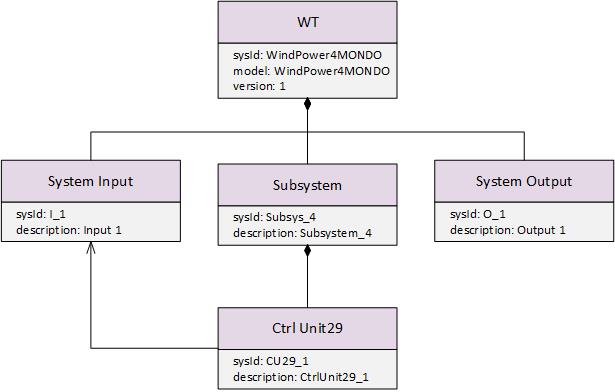 WT
sysId: WindPower4MONDO
model: WindPower4MONDO
version: 1
System Input
sysId: I_1
description: Input 1
Subsystem
sysId: Subsys_4
description: Subsystem_4
System Output
sysId: O_1
description: Output 1
Ctrl Unit29
sysId: CU29_1
description: CtrlUnit29_1